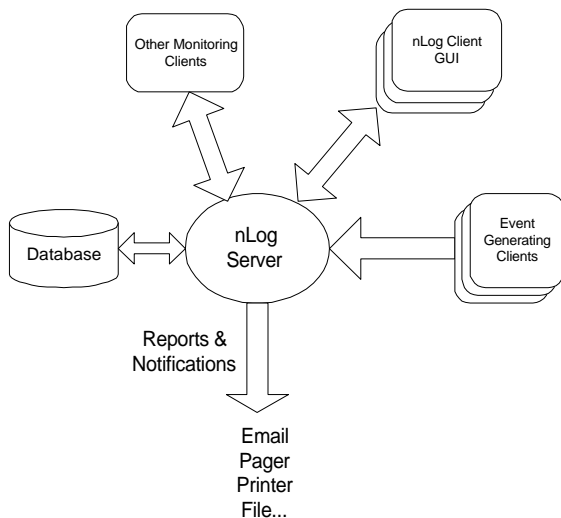 Other Monitoring
Clients
nLog Client
GUI
Database
nLog
Server
Event
Generating
Clients
Reports &
Notifications
Email
Pager
Printer
File...